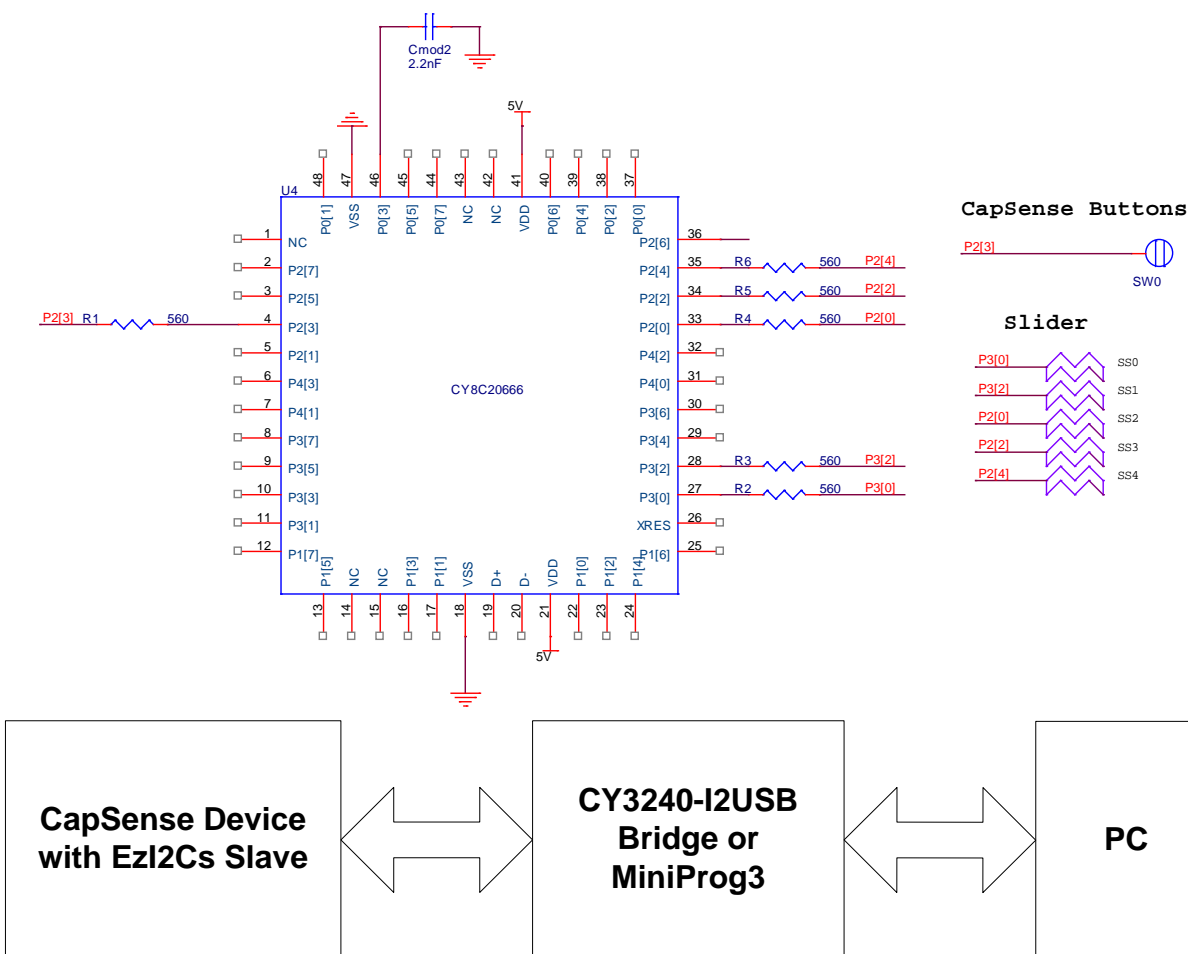 Cmod2
2.2nF
5V
U4
48 47 46 45 44 43 42 41 40 39 38 37
P0[1] VSS P0[3] P0[5] P0[7] NC NC VDD P0[6] P0[4] P0[2] P0[0]
1 NC
2 P2[7]
3 P2[5]
P2[3] R1 560 4 P2[3]
5 P2[1]
6 P4[3]
7 P4[1]
8 P3[7]
9 P3[5]
10 P3[3]
11 P3[1]
12 P1[7]
CY8C20666
P2[6] 36
P2[4] 35 R6 560 P2[4]
P2[2] 34 R5 560 P2[2]
P2[0] 33 R4 560 P2[0]
P4[2] 32
P4[0] 31
P3[6] 30
P3[4] 29
P3[2] 28 R3 560 P3[2]
P3[0] 27 R2 560 P3[0]
XRES 26
P1[6] 25
P1[5] NC NC P1[3] P1[1] VSS D+ D- VDD P1[0] P1[2] P1[4]
13 14 15 16 17 18 19 20 21 22 23 24
5V
CapSense Buttons
P2[3]
SW0
Slider
P3[0] SS0
P3[2] SS1
P2[0] SS2
P2[2] SS3
P2[4] SS4
CapSense Device
with EzI2Cs Slave
CY3240-I2USB
Bridge or
MiniProg3
PC